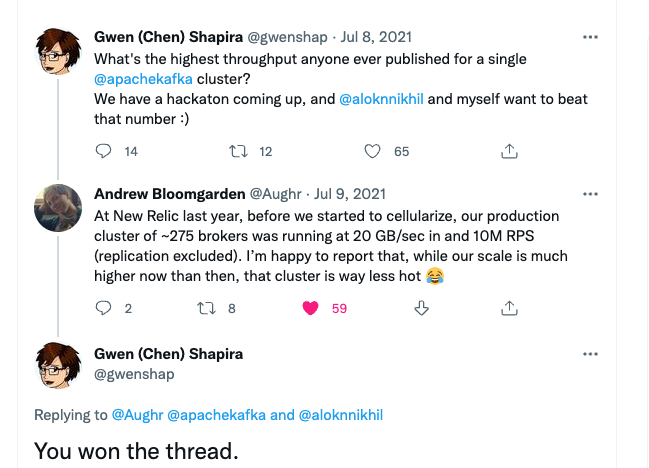 Gwen (Chen) Shapira @gwenshap · Jul 8, 2021
What's the highest throughput anyone ever published for a single
@apachekafka cluster?
We have a hackaton coming up, and @aloknnikhil and myself want to beat
that number :)
14 12 65
Andrew Bloomgarden @Aughr · Jul 9, 2021
At New Relic last year, before we started to cellularize, our production
cluster of ~275 brokers was running at 20 GB/sec in and 10M RPS
(replication excluded). I'm happy to report that, while our scale is much
higher now than then, that cluster is way less hot 😂
2 8 59
Gwen (Chen) Shapira
@gwenshap
Replying to @Aughr @apachekafka and @aloknnikhil
You won the thread.